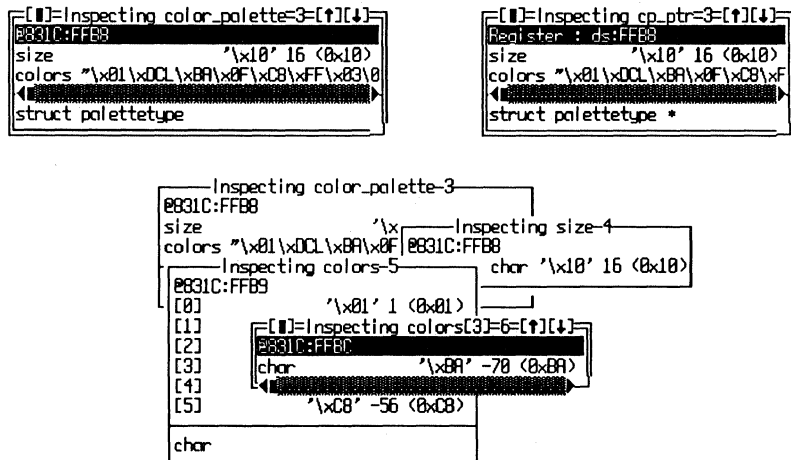 [■]=Inspecting color_palette=3=[↑][↓]
@831C:FFB8
size '\x10' 16 (0x10)
colors "\x01\xDCL\xBA\x0F\xC8\xFF\x03\0
struct palettetype
[■]=Inspecting cp_ptr=3=[↑][↓]
Register : ds:FFB8
size '\x10' 16 (0x10)
colors "\x01\xDCL\xBA\x0F\xC8\xF
struct palettetype *
Inspecting color_palette-3
@831C:FFB8
size '\x
colors "\x01\xDCL\xBA\x0F
Inspecting size-4
@831C:FFB8
char '\x10' 16 (0x10)
Inspecting colors-5
@831C:FFB9
[0] '\x01' 1 (0x01)
[1]
[2]
[3]
[4]
[5] '\xC8' -56 (0xC8)
char
[■]=Inspecting colors[3]=6=[↑][↓]
@831C:FFBC
char '\xBA' -70 (0xBA)